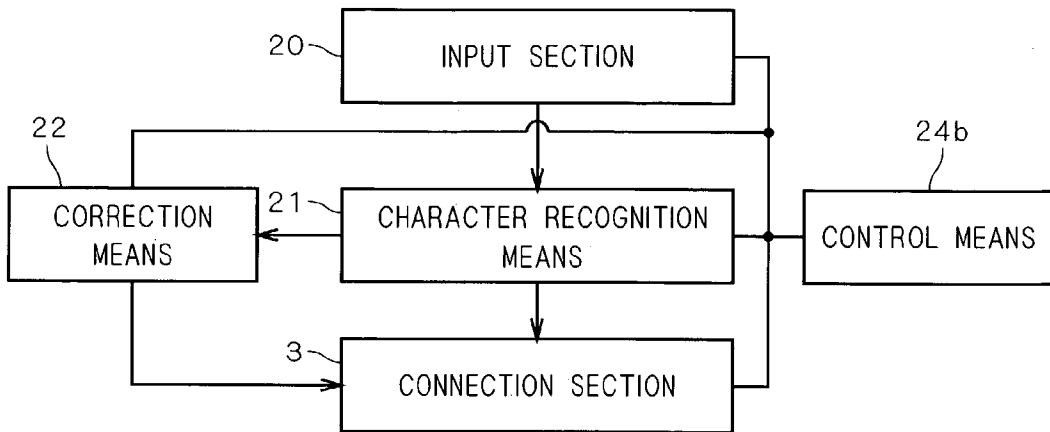 20
INPUT SECTION
22
24b
21
CORRECTION
MEANS
CHARACTER RECOGNITION
MEANS
CONTROL MEANS
3
CONNECTION SECTION